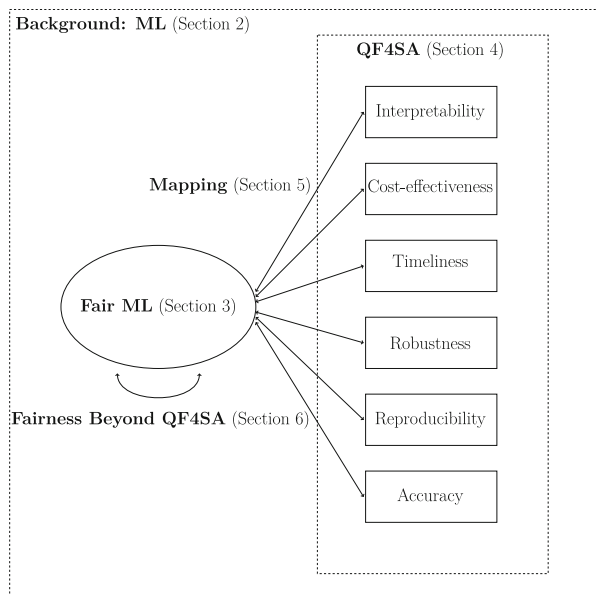 Background: ML (Section 2)
QF4SA (Section 4)
Interpretability
Mapping (Section 5)
Cost-effectiveness
Timeliness
Fair ML (Section 3)
Robustness
Fairness Beyond QF4SA (Section 6)
Reproducibility
Accuracy